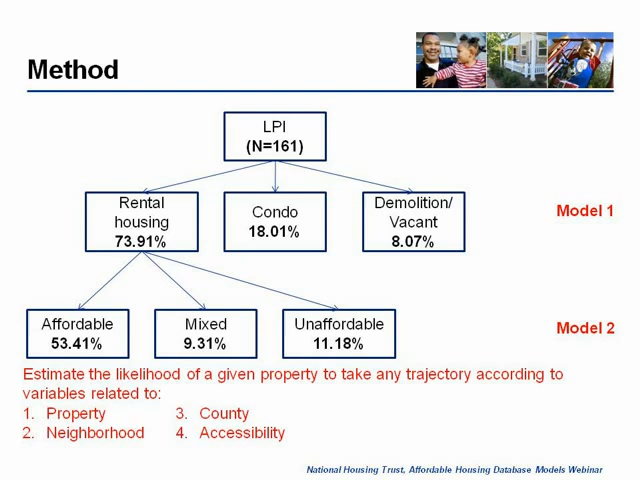 Method
LPI
(N=161)
Rental
housing
73.91%
Condo
18.01%
Demolition/
Vacant
8.07%
Model 1
Affordable
53.41%
Mixed
9.31%
Unaffordable
11.18%
Model 2
Estimate the likelihood of a given property to take any trajectory according to
variables related to:
1. Property
3. County
2. Neighborhood
4. Accessibility
National Housing Trust, Affordable Housing Database Models Webinar